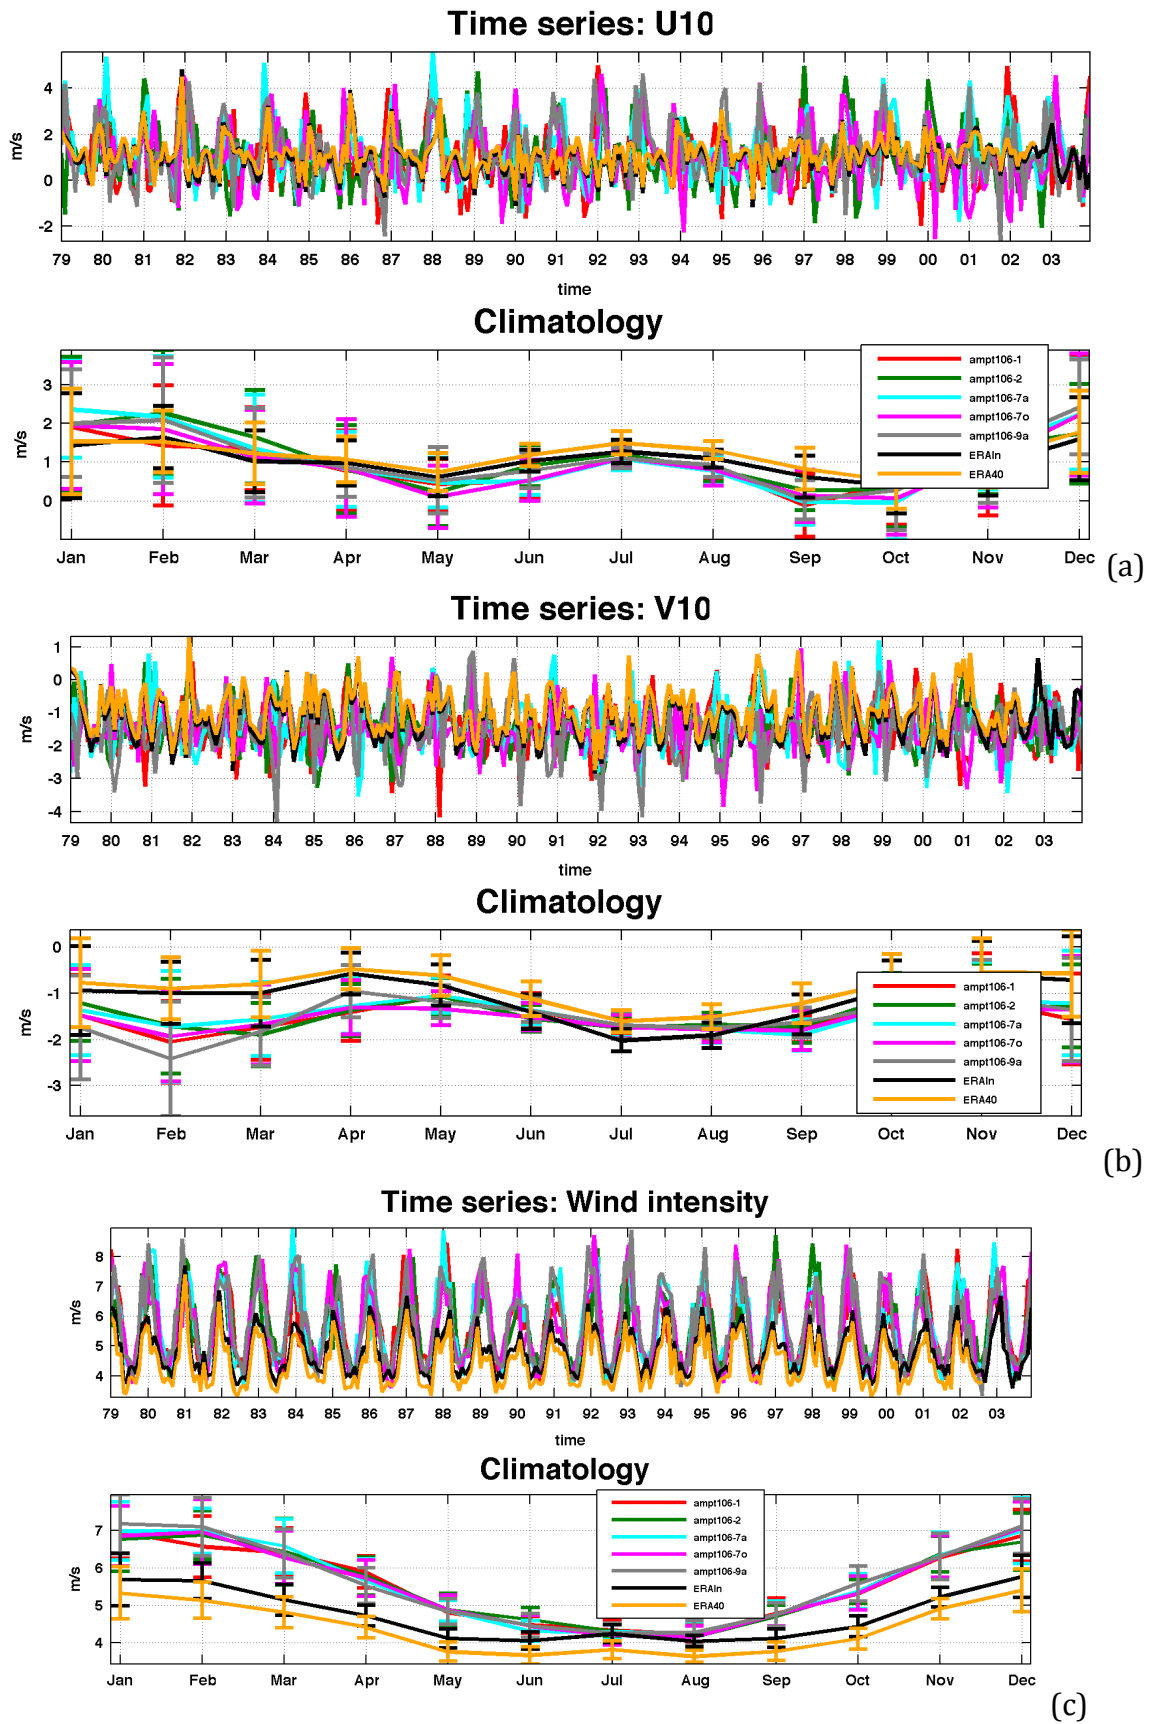 Time series: U10
4
2
0
-2
m/s
79 80 81 82 83 84 85 86 87 88 89 90 91 92 93 94 95 96 97 98 99 00 01 02 03
time
Climatology
3
2
1
0
m/s
ampt106-1
ampt106-2
ampt106-7a
ampt106-7o
ampt106-9a
ERAIn
ERA40
Jan Feb Mar Apr May Jun Jul Aug Sep Oct Nov Dec
(a)
Time series: V10
1
0
-1
-2
-3
-4
m/s
79 80 81 82 83 84 85 86 87 88 89 90 91 92 93 94 95 96 97 98 99 00 01 02 03
time
Climatology
0
-1
-2
-3
m/s
ampt106-1
ampt106-2
ampt106-7a
ampt106-7o
ampt106-9a
ERAIn
ERA40
Jan Feb Mar Apr May Jun Jul Aug Sep Oct Nov Dec
(b)
Time series: Wind intensity
8
7
6
5
4
m/s
79 80 81 82 83 84 85 86 87 88 89 90 91 92 93 94 95 96 97 98 99 00 01 02 03
time
Climatology
7
6
5
4
m/s
ampt106-1
ampt106-2
ampt106-7a
ampt106-7o
ampt106-9a
ERAIn
ERA40
Jan Feb Mar Apr May Jun Jul Aug Sep Oct Nov Dec
(c)